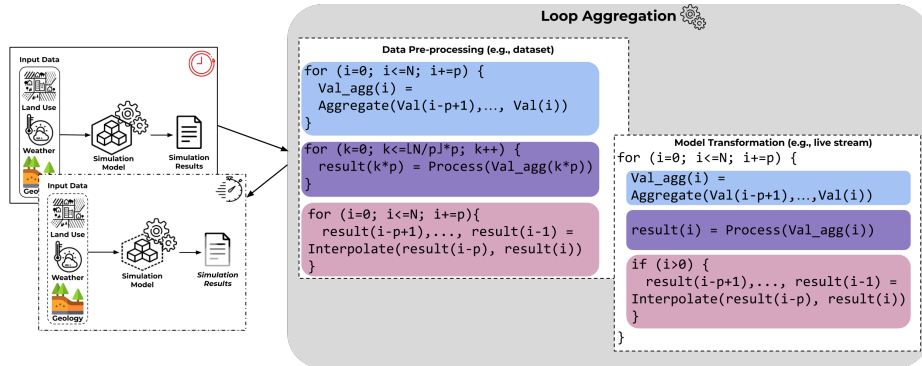 Loop Aggregation
Input Data
Land Use
Weather
Simulation
Model
Simulation
Results
Input Data
Land Use
Weather
Geology
Simulation
Model
Simulation
Results
Data Pre-processing (e.g., dataset)
for (i=0; i<=N; i+=p) {
Val_agg(i) =
Aggregate(Val(i-p+1),..., Val(i))
}
for (k=0; k<=⌊N/p⌋*p; k++) {
result(k*p) = Process(Val_agg(k*p))
}
for (i=0; i<=N; i+=p){
result(i-p+1),..., result(i-1) =
Interpolate(result(i-p), result(i))
}
Model Transformation (e.g., live stream)
for (i=0; i<=N; i+=p) {
Val_agg(i) =
Aggregate(Val(i-p+1),...,Val(i))
result(i) = Process(Val_agg(i))
if (i>0) {
result(i-p+1),..., result(i-1) =
Interpolate(result(i-p), result(i))
}
}